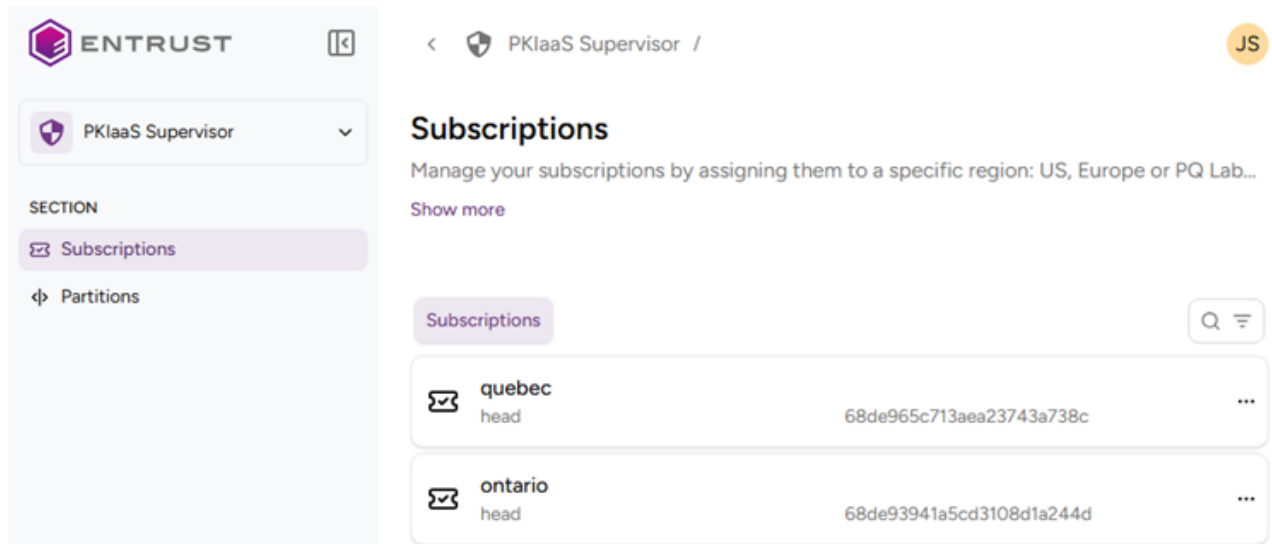 ENTRUST
PKIaaS Supervisor
SECTION
Subscriptions
Partitions
PKIaaS Supervisor /
JS
Subscriptions
Manage your subscriptions by assigning them to a specific region: US, Europe or PQ Lab...
Show more
Subscriptions
quebec
head 68de965c713aea23743a738c
ontario
head 68de93941a5cd3108d1a244d